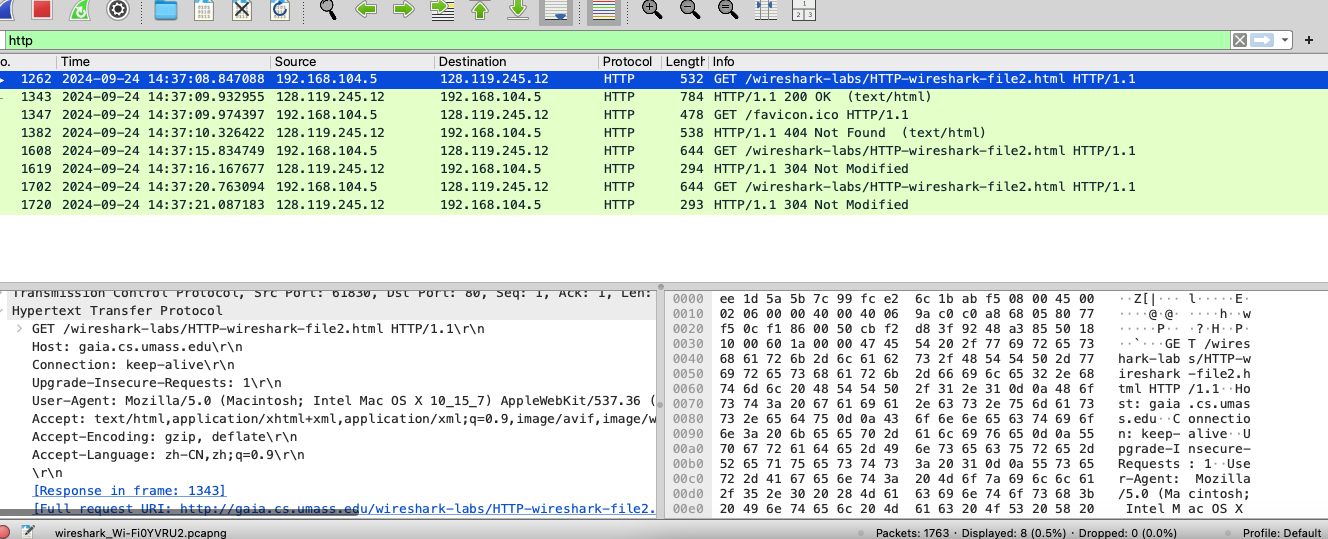 1
2 3
http
+
o. Time Source Destination Protocol Length Info
1262 2024-09-24 14:37:08.847088 192.168.104.5 128.119.245.12 HTTP 532 GET /wireshark-labs/HTTP-wireshark-file2.html HTTP/1.1
1343 2024-09-24 14:37:09.932955 128.119.245.12 192.168.104.5 HTTP 784 HTTP/1.1 200 OK (text/html)
1347 2024-09-24 14:37:09.974397 192.168.104.5 128.119.245.12 HTTP 478 GET /favicon.ico HTTP/1.1
1382 2024-09-24 14:37:10.326422 128.119.245.12 192.168.104.5 HTTP 538 HTTP/1.1 404 Not Found (text/html)
1608 2024-09-24 14:37:15.834749 192.168.104.5 128.119.245.12 HTTP 644 GET /wireshark-labs/HTTP-wireshark-file2.html HTTP/1.1
1619 2024-09-24 14:37:16.167677 128.119.245.12 192.168.104.5 HTTP 294 HTTP/1.1 304 Not Modified
1702 2024-09-24 14:37:20.763094 192.168.104.5 128.119.245.12 HTTP 644 GET /wireshark-labs/HTTP-wireshark-file2.html HTTP/1.1
1720 2024-09-24 14:37:21.087183 128.119.245.12 192.168.104.5 HTTP 293 HTTP/1.1 304 Not Modified
Transmission Control Protocol, Src Port: 61830, Dst Port: 80, Seq: 1, Ack: 1, Len:
Hypertext Transfer Protocol
GET /wireshark-labs/HTTP-wireshark-file2.html HTTP/1.1\r\n
Host: gaia.cs.umass.edu\r\n
Connection: keep-alive\r\n
Upgrade-Insecure-Requests: 1\r\n
User-Agent: Mozilla/5.0 (Macintosh; Intel Mac OS X 10_15_7) AppleWebKit/537.36 (
Accept: text/html,application/xhtml+xml,application/xml;q=0.9,image/avif,image/w
Accept-Encoding: gzip, deflate\r\n
Accept-Language: zh-CN,zh;q=0.9\r\n
\r\n
[Response in frame: 1343]
[Full request URI: http://gaia.cs.umass.edu/wireshark-labs/HTTP-wireshark-file2.
0000 ee 1d 5a 5b 7c 99 fc e2 6c 1b ab f5 08 00 45 00 ··Z[|··· l·····E·
0010 02 06 00 00 40 00 40 06 9a c0 c0 a8 68 05 80 77 ····@·@· ····h··w
0020 f5 0c f1 86 00 50 cb f2 d8 3f 92 48 a3 85 50 18 ·····P·· ·?·H··P·
0030 10 00 60 1a 00 00 47 45 54 20 2f 77 69 72 65 73 ··`···GE T /wires
0040 68 61 72 6b 2d 6c 61 62 73 2f 48 54 54 50 2d 77 hark-lab s/HTTP-w
0050 69 72 65 73 68 61 72 6b 2d 66 69 6c 65 32 2e 68 ireshark -file2.h
0060 74 6d 6c 20 48 54 54 50 2f 31 2e 31 0d 0a 48 6f tml HTTP /1.1··Ho
0070 73 74 3a 20 67 61 69 61 2e 63 73 2e 75 6d 61 73 st: gaia .cs.umas
0080 73 2e 65 64 75 0d 0a 43 6f 6e 6e 65 63 74 69 6f s.edu··C onnectio
0090 6e 3a 20 6b 65 65 70 2d 61 6c 69 76 65 0d 0a 55 n: keep- alive··U
00a0 70 67 72 61 64 65 2d 49 6e 73 65 63 75 72 65 2d pgrade-I nsecure-
00b0 52 65 71 75 65 73 74 73 3a 20 31 0d 0a 55 73 65 Requests : 1··Use
00c0 72 2d 41 67 65 6e 74 3a 20 4d 6f 7a 69 6c 6c 61 r-Agent: Mozilla
00d0 2f 35 2e 30 20 28 4d 61 63 69 6e 74 6f 73 68 3b /5.0 (Ma cintosh;
00e0 20 49 6e 74 65 6c 20 4d 61 63 20 4f 53 20 58 20 Intel M ac OS X
wireshark_Wi-Fi0YVRU2.pcapng
Packets: 1763 · Displayed: 8 (0.5%) · Dropped: 0 (0.0%)
Profile: Default